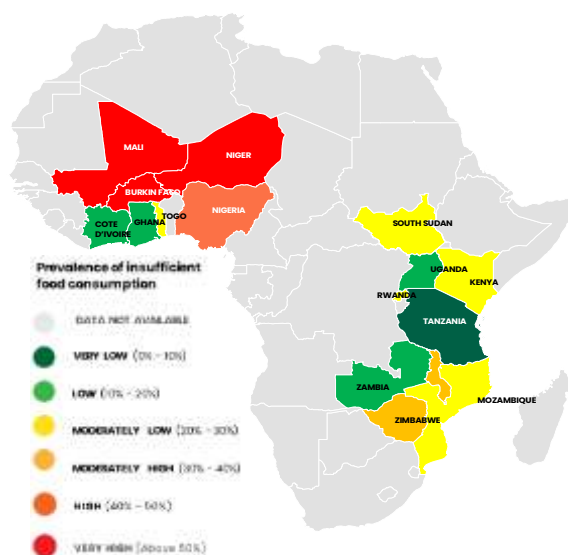 MALI
NIGER
BURKIN FASO
NIGERIA
TOGO
GHANA
COTE
D'IVOIRE
SOUTH SUDAN
UGANDA
KENYA
RWANDA
TANZANIA
ZAMBIA
MOZAMBIQUE
ZIMBABWE
Prevalence of insufficient
food consumption
DATA NOT AVAILABLE
VERY LOW (0% - 10%)
LOW (10% - 20%)
MODERATELY LOW (20% - 30%)
MODERATELY HIGH (30% - 40%)
HIGH (40% - 50%)
VERY HIGH (Above 50%)